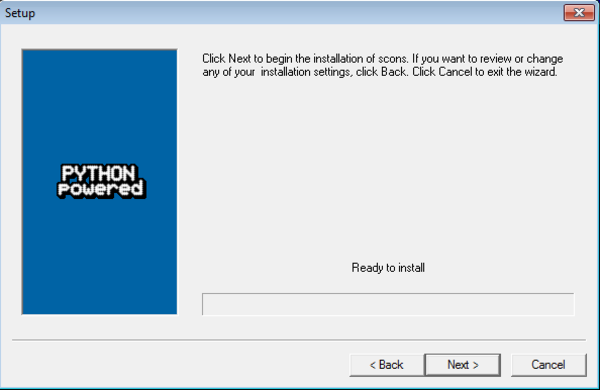 Setup
Click Next to begin the installation of scons. If you want to review or change
any of your  installation settings, click Back. Click Cancel to exit the wizard.
PYTHON
powered
Ready to install
< Back
Next >
Cancel